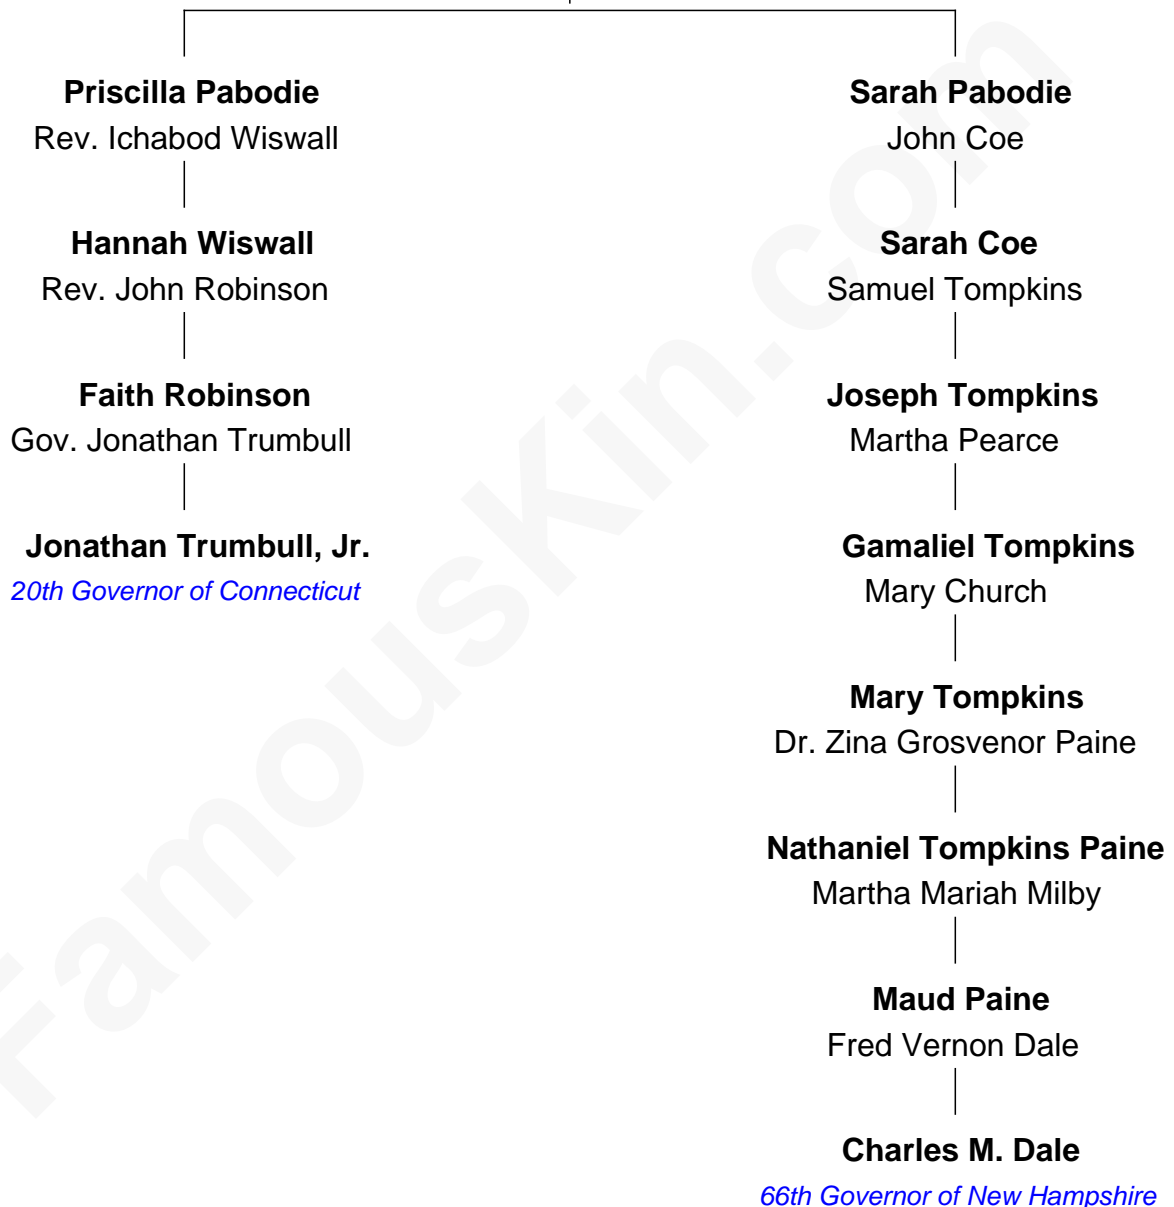 Priscilla Pabodie
Rev. Ichabod Wiswall
Hannah Wiswall
Rev. John Robinson
Faith Robinson
Gov. Jonathan Trumbull
Jonathan Trumbull, Jr.
20th Governor of Connecticut
Sarah Pabodie
John Coe
Sarah Coe
Samuel Tompkins
Joseph Tompkins
Martha Pearce
Gamaliel Tompkins
Mary Church
Mary Tompkins
Dr. Zina Grosvenor Paine
Nathaniel Tompkins Paine
Martha Mariah Milby
Maud Paine
Fred Vernon Dale
Charles M. Dale
66th Governor of New Hampshire
FamousKin.com